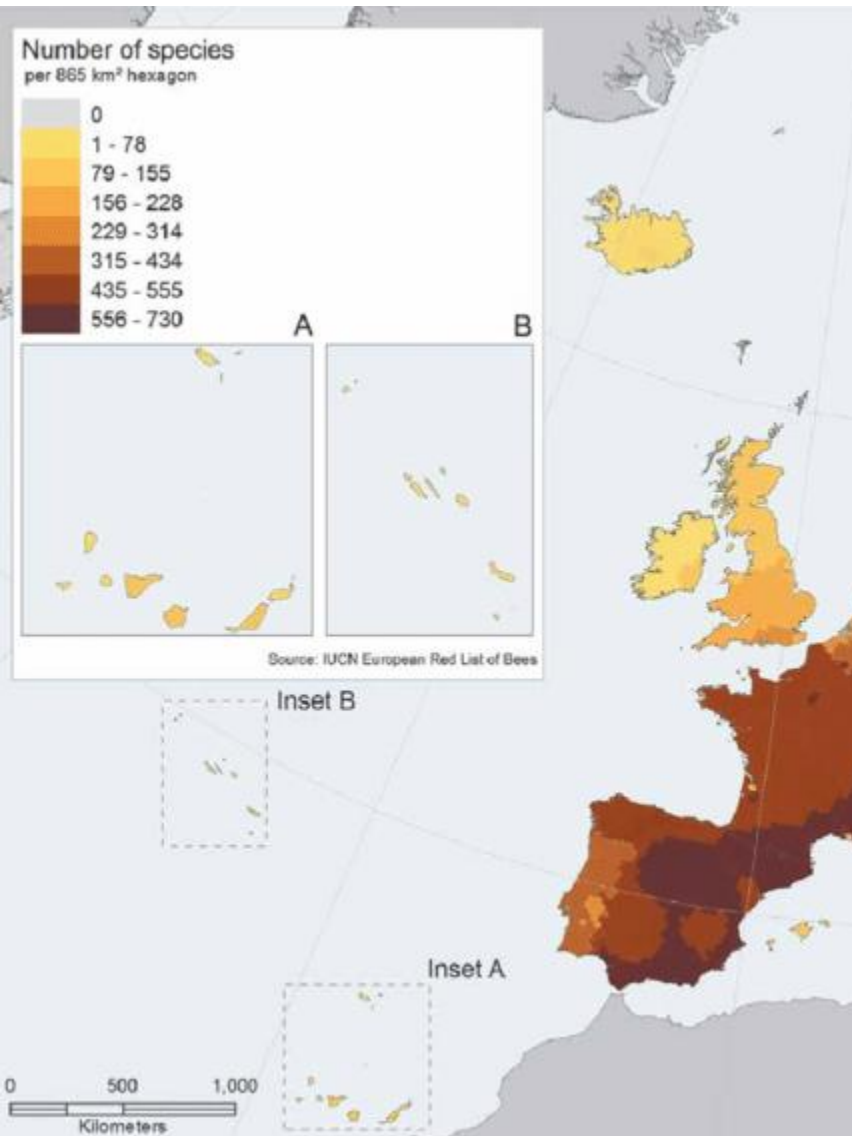 Number of species
per 865 km² hexagon
0
1 - 78
79 - 155
156 - 228
229 - 314
315 - 434
435 - 555
556 - 730
A
B
Source: IUCN European Red List of Bees
Inset B
Inset A
0 500 1,000
Kilometers